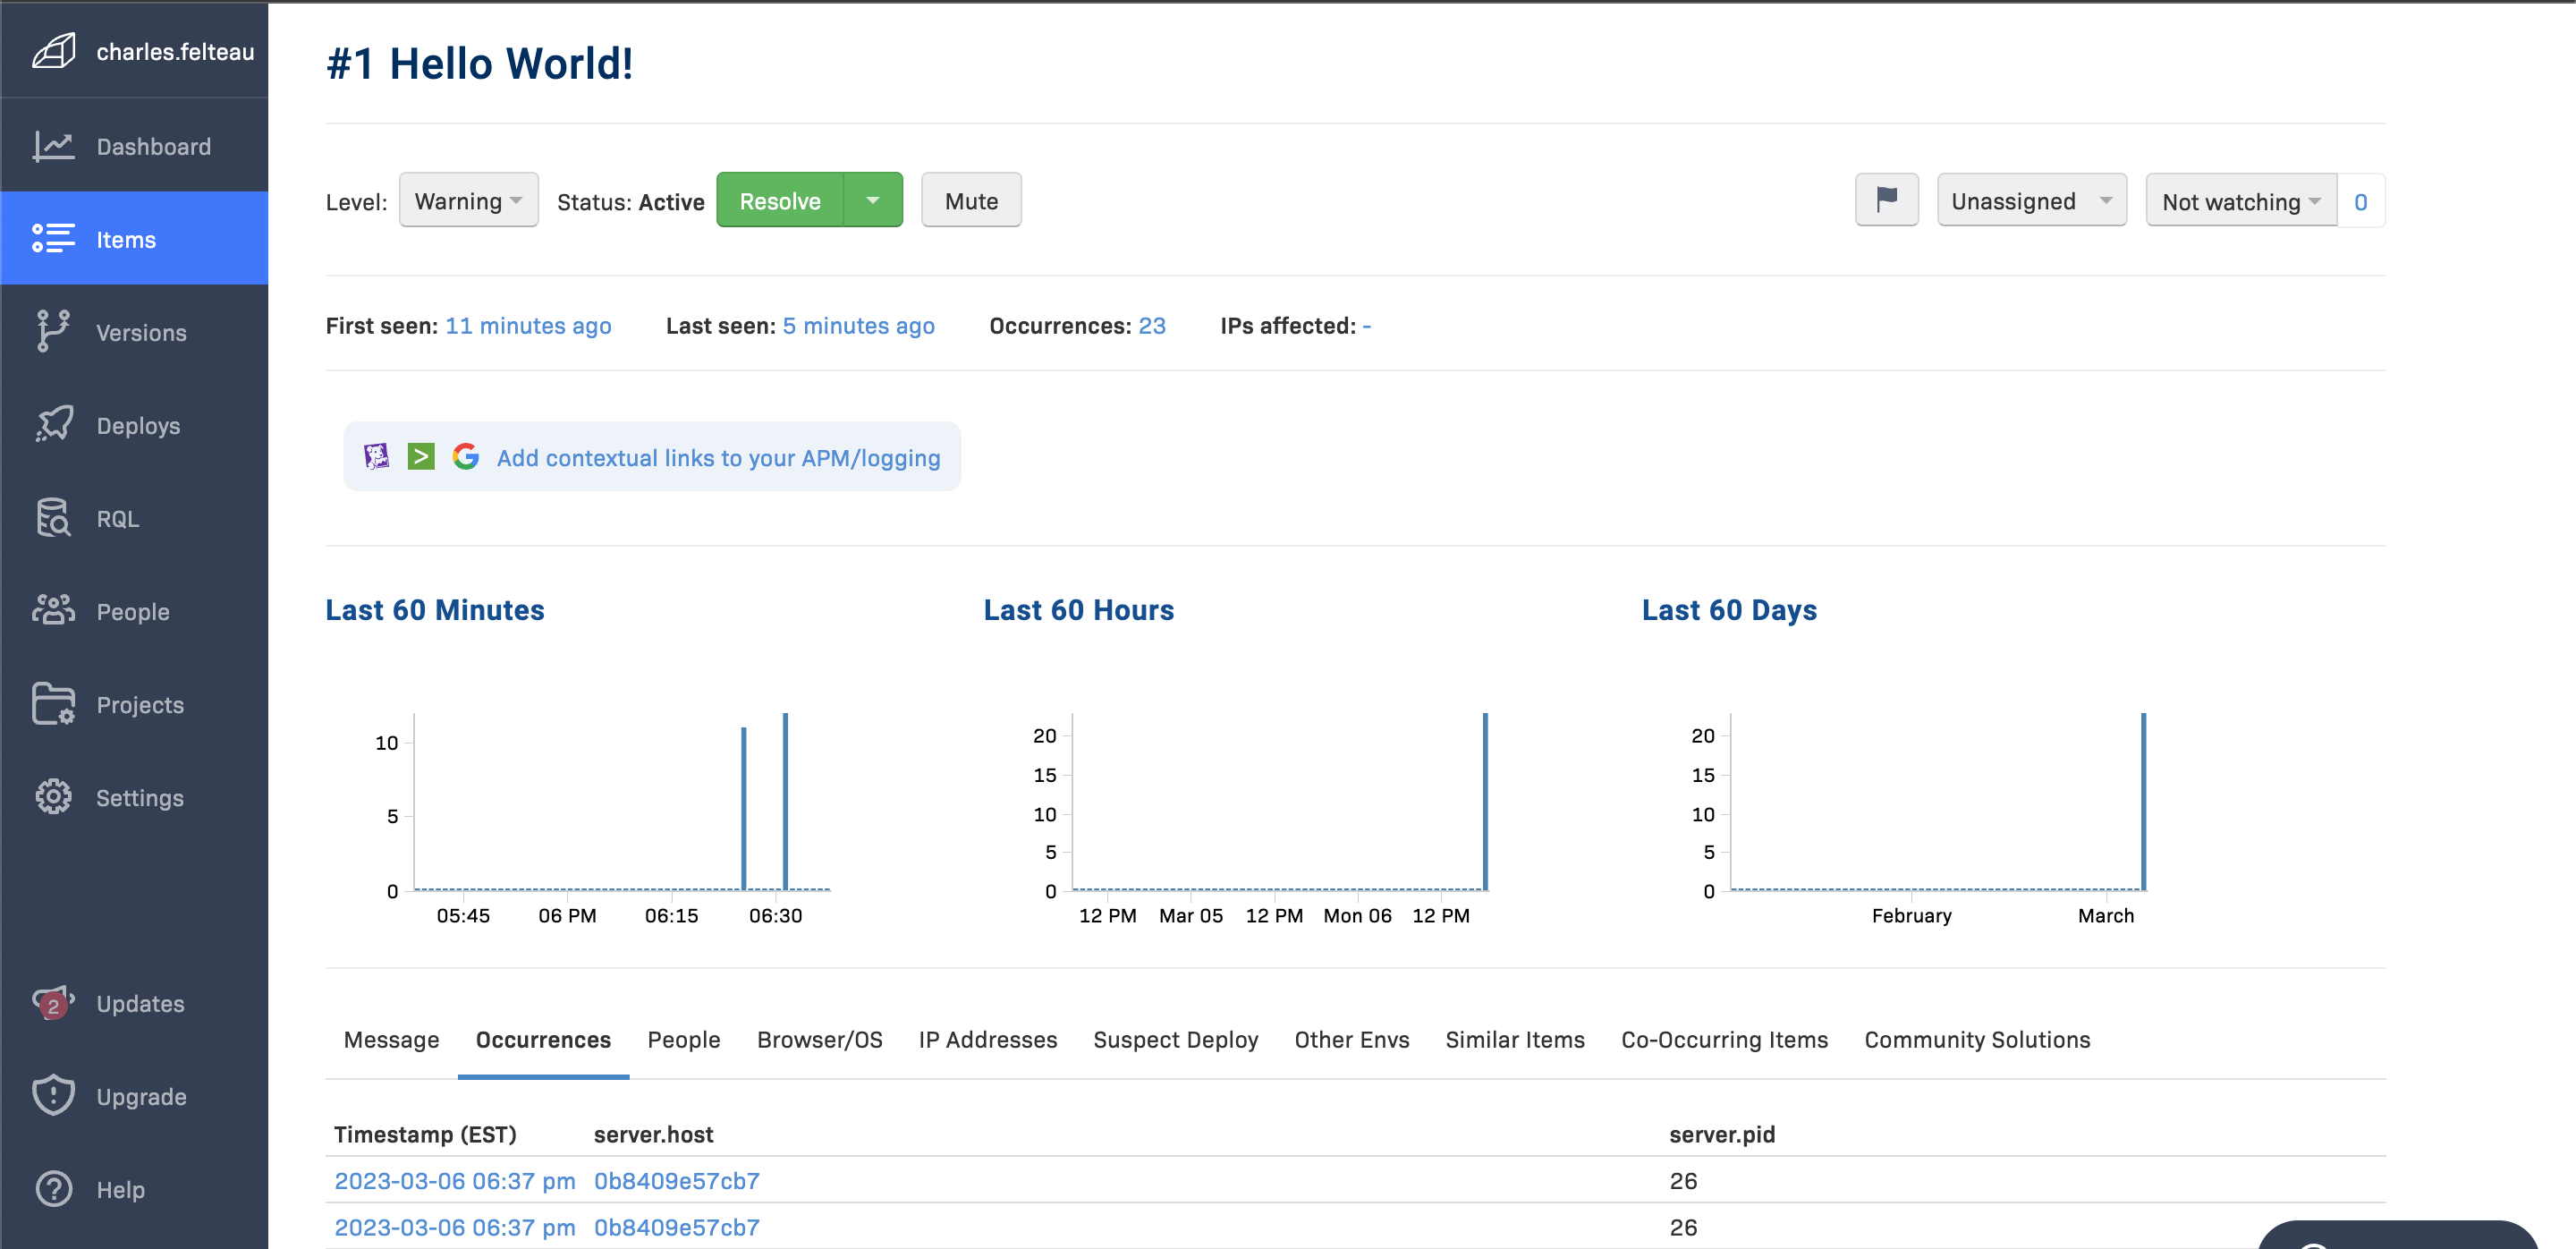 charles.felteau
Dashboard
Items
Versions
Deploys
RQL
People
Projects
Settings
2 Updates
Upgrade
Help
#1 Hello World!
Level: Warning Status: Active Resolve Mute Unassigned Not watching 0
First seen: 11 minutes ago Last seen: 5 minutes ago Occurrences: 23 IPs affected: -
> G Add contextual links to your APM/logging
Last 60 Minutes
10
5
0
05:45 06 PM 06:15 06:30
Last 60 Hours
20
15
10
5
0
12 PM Mar 05 12 PM Mon 06 12 PM
Last 60 Days
20
15
10
5
0
February March
Message Occurrences People Browser/OS IP Addresses Suspect Deploy Other Envs Similar Items Co-Occurring Items Community Solutions
Timestamp (EST) server.host server.pid
2023-03-06 06:37 pm 0b8409e57cb7 26
2023-03-06 06:37 pm 0b8409e57cb7 26